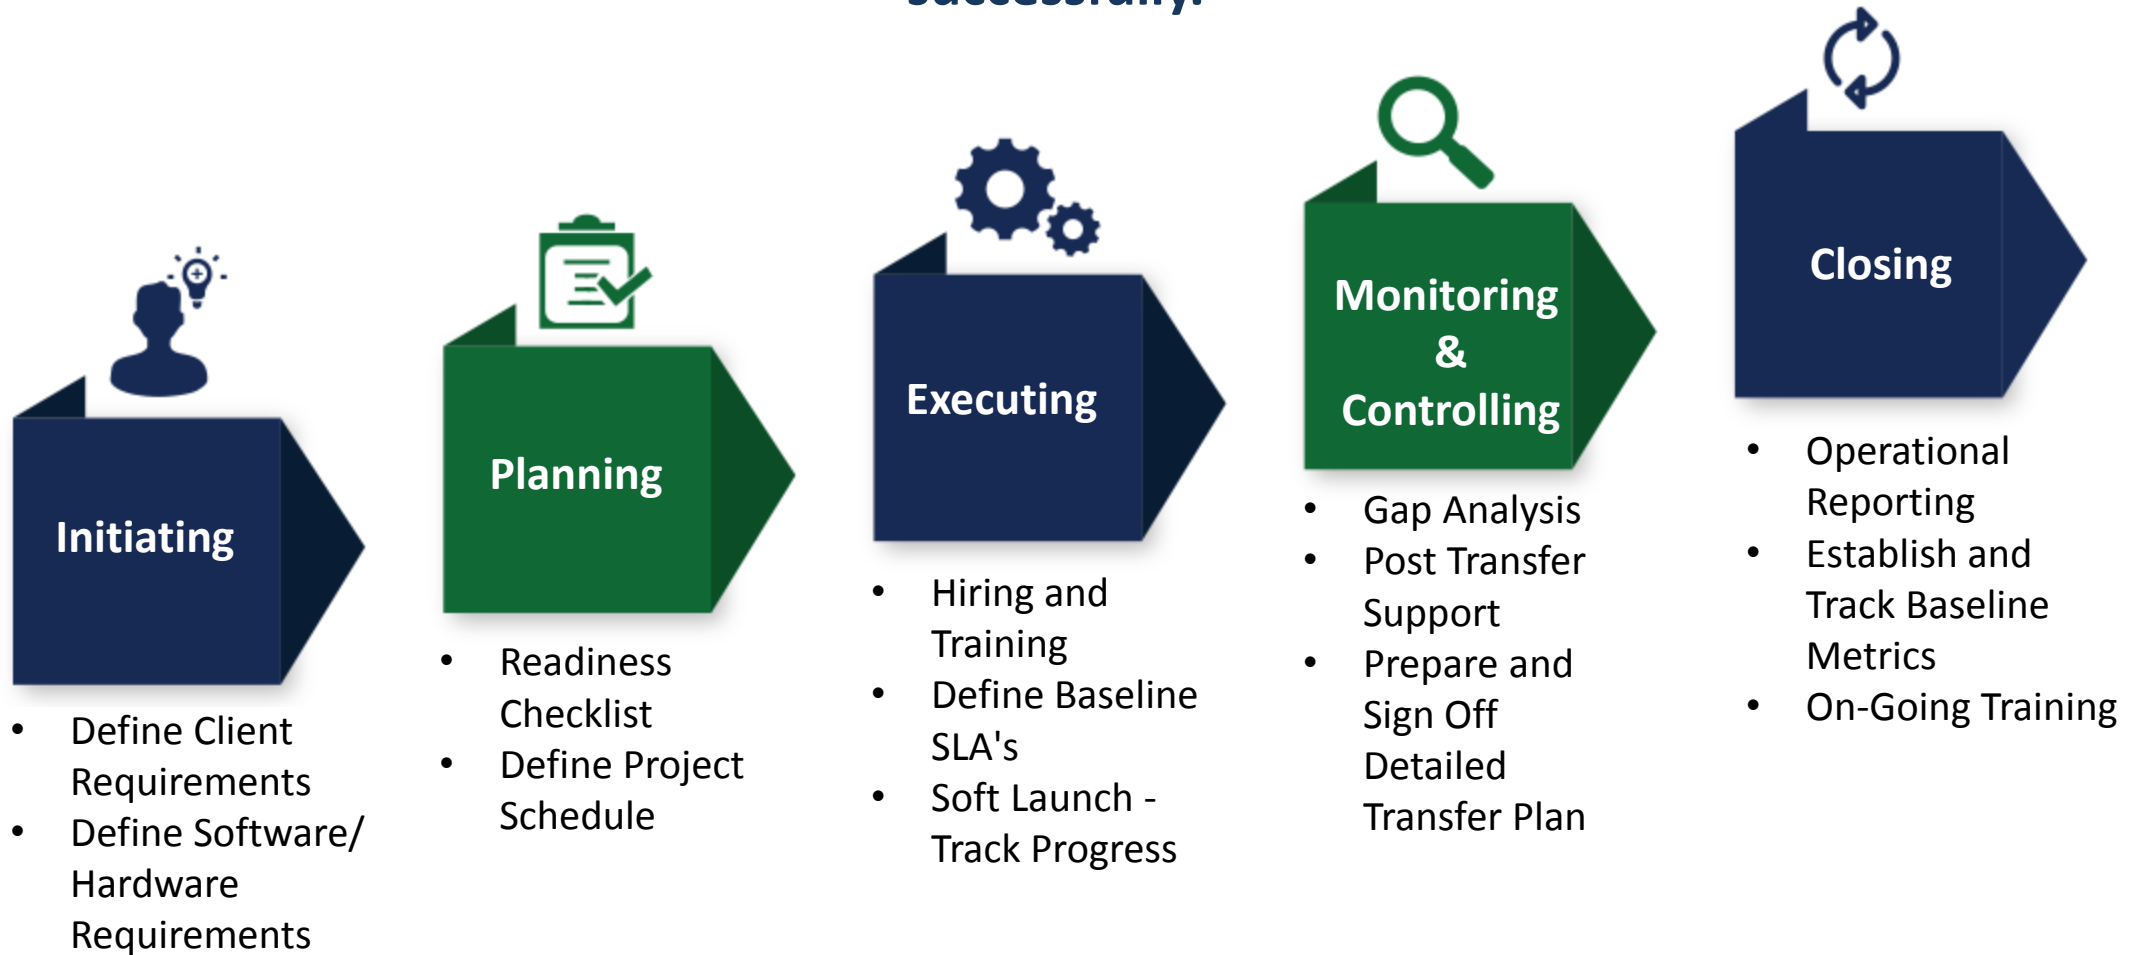 successfully.
Initiating
• Define Client
Requirements
• Define Software/
Hardware
Requirements
Planning
• Readiness
Checklist
• Define Project
Schedule
Executing
• Hiring and
Training
• Define Baseline
SLA's
• Soft Launch -
Track Progress
Monitoring
&
Controlling
• Gap Analysis
• Post Transfer
Support
• Prepare and
Sign Off
Detailed
Transfer Plan
Closing
• Operational
Reporting
• Establish and
Track Baseline
Metrics
• On-Going Training